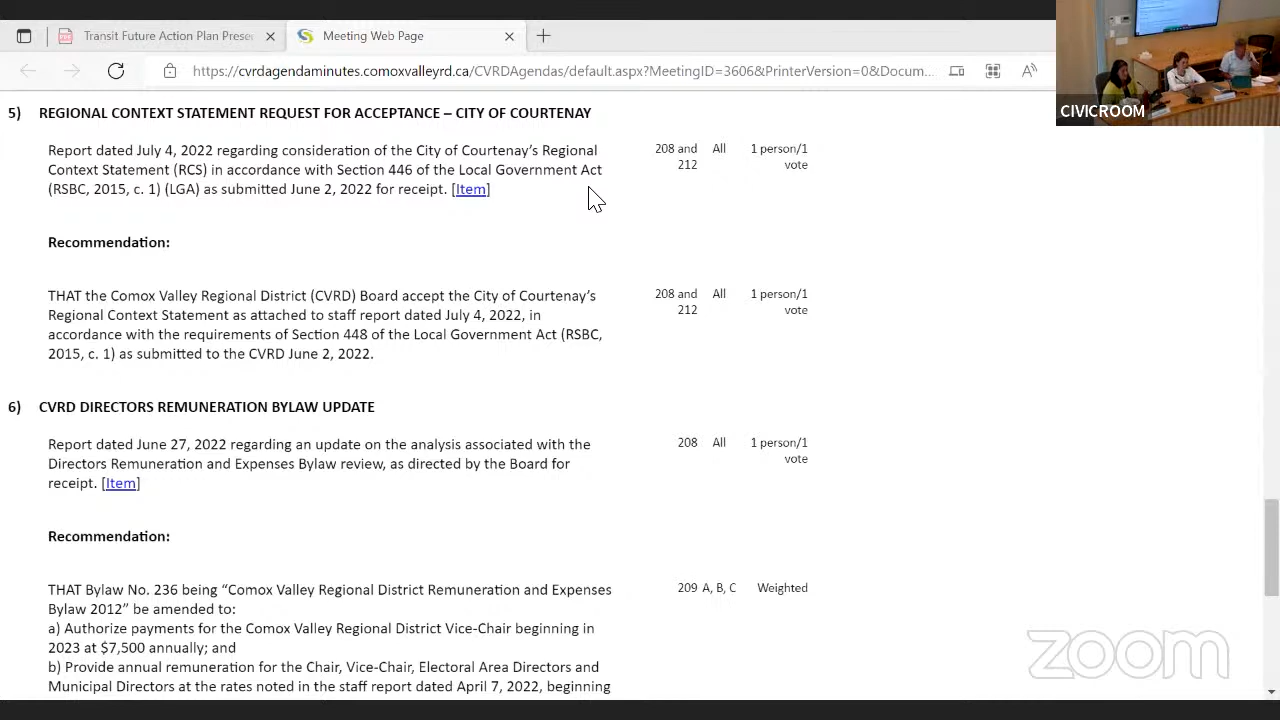 Transit Future Action Plan Prese
Meeting Web Page
https://cvrdagendaminutes.comoxvalleyrd.ca/CVRDAgendas/default.aspx?MeetingID=3606&PrinterVersion=0&Docum...
CIVICROOM
5) REGIONAL CONTEXT STATEMENT REQUEST FOR ACCEPTANCE – CITY OF COURTENAY
Report dated July 4, 2022 regarding consideration of the City of Courtenay's Regional
Context Statement (RCS) in accordance with Section 446 of the Local Government Act
(RSBC, 2015, c. 1) (LGA) as submitted June 2, 2022 for receipt. [Item]
208 and All 1 person/1
212 vote
Recommendation:
THAT the Comox Valley Regional District (CVRD) Board accept the City of Courtenay's
Regional Context Statement as attached to staff report dated July 4, 2022, in
accordance with the requirements of Section 448 of the Local Government Act (RSBC,
2015, c. 1) as submitted to the CVRD June 2, 2022.
208 and All 1 person/1
212 vote
6) CVRD DIRECTORS REMUNERATION BYLAW UPDATE
Report dated June 27, 2022 regarding an update on the analysis associated with the
Directors Remuneration and Expenses Bylaw review, as directed by the Board for
receipt. [Item]
208 All 1 person/1
vote
Recommendation:
THAT Bylaw No. 236 being "Comox Valley Regional District Remuneration and Expenses
Bylaw 2012" be amended to:
a) Authorize payments for the Comox Valley Regional District Vice-Chair beginning in
2023 at $7,500 annually; and
b) Provide annual remuneration for the Chair, Vice-Chair, Electoral Area Directors and
Municipal Directors at the rates noted in the staff report dated April 7, 2022, beginning
209 A, B, C Weighted
zoom